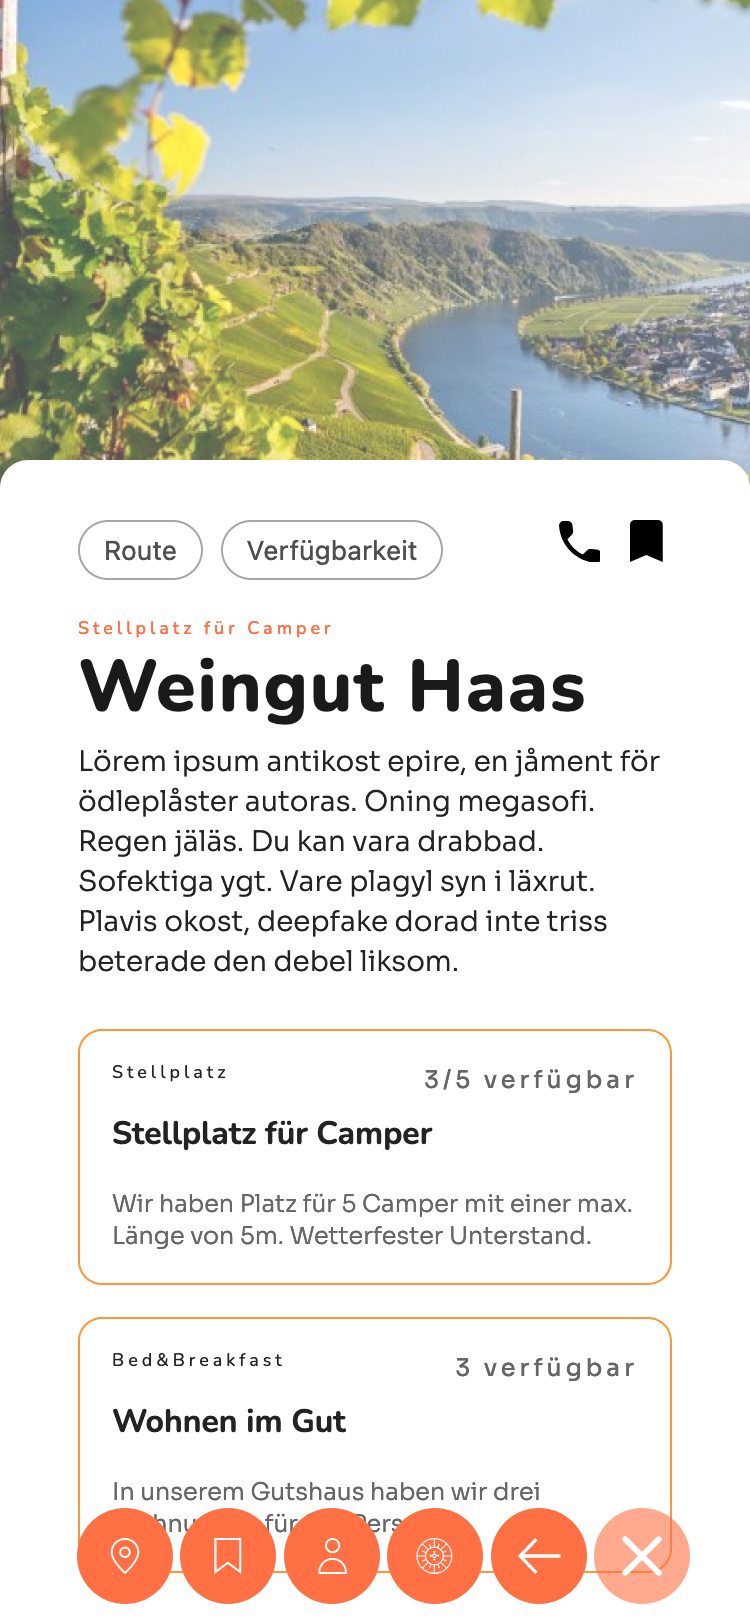 Route
Verfügbarkeit
Stellplatz für Camper
Weingut Haas
Lörem ipsum antikost epire, en jåment för
ödleplåster autoras. Oning megasofi.
Regen jäläs. Du kan vara drabbad.
Sofektiga ygt. Vare plagyl syn i läxrut.
Plavis okost, deepfake dorad inte triss
beterade den debel liksom.
Stellplatz
3/5 verfügbar
Stellplatz für Camper
Wir haben Platz für 5 Camper mit einer max.
Länge von 5m. Wetterfester Unterstand.
Bed&Breakfast
3 verfügbar
Wohnen im Gut
In unserem Gutshaus haben wir drei
für